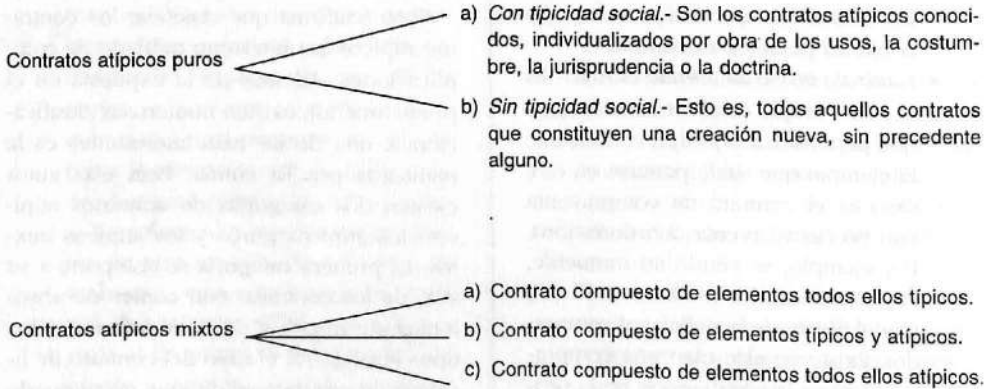 a) Con tipicidad social.- Son los contratos atípicos conoci-
dos, individualizados por obra de los usos, la costum-
bre, la jurisprudencia o la doctrina.
Contratos atípicos puros
b) Sin tipicidad social.- Esto es, todos aquellos contratos
que constituyen una creación nueva, sin precedente
alguno.
a) Contrato compuesto de elementos todos ellos típicos.
Contratos atípicos mixtos
b) Contrato compuesto de elementos típicos y atípicos.
c) Contrato compuesto de elementos todos ellos atípicos.